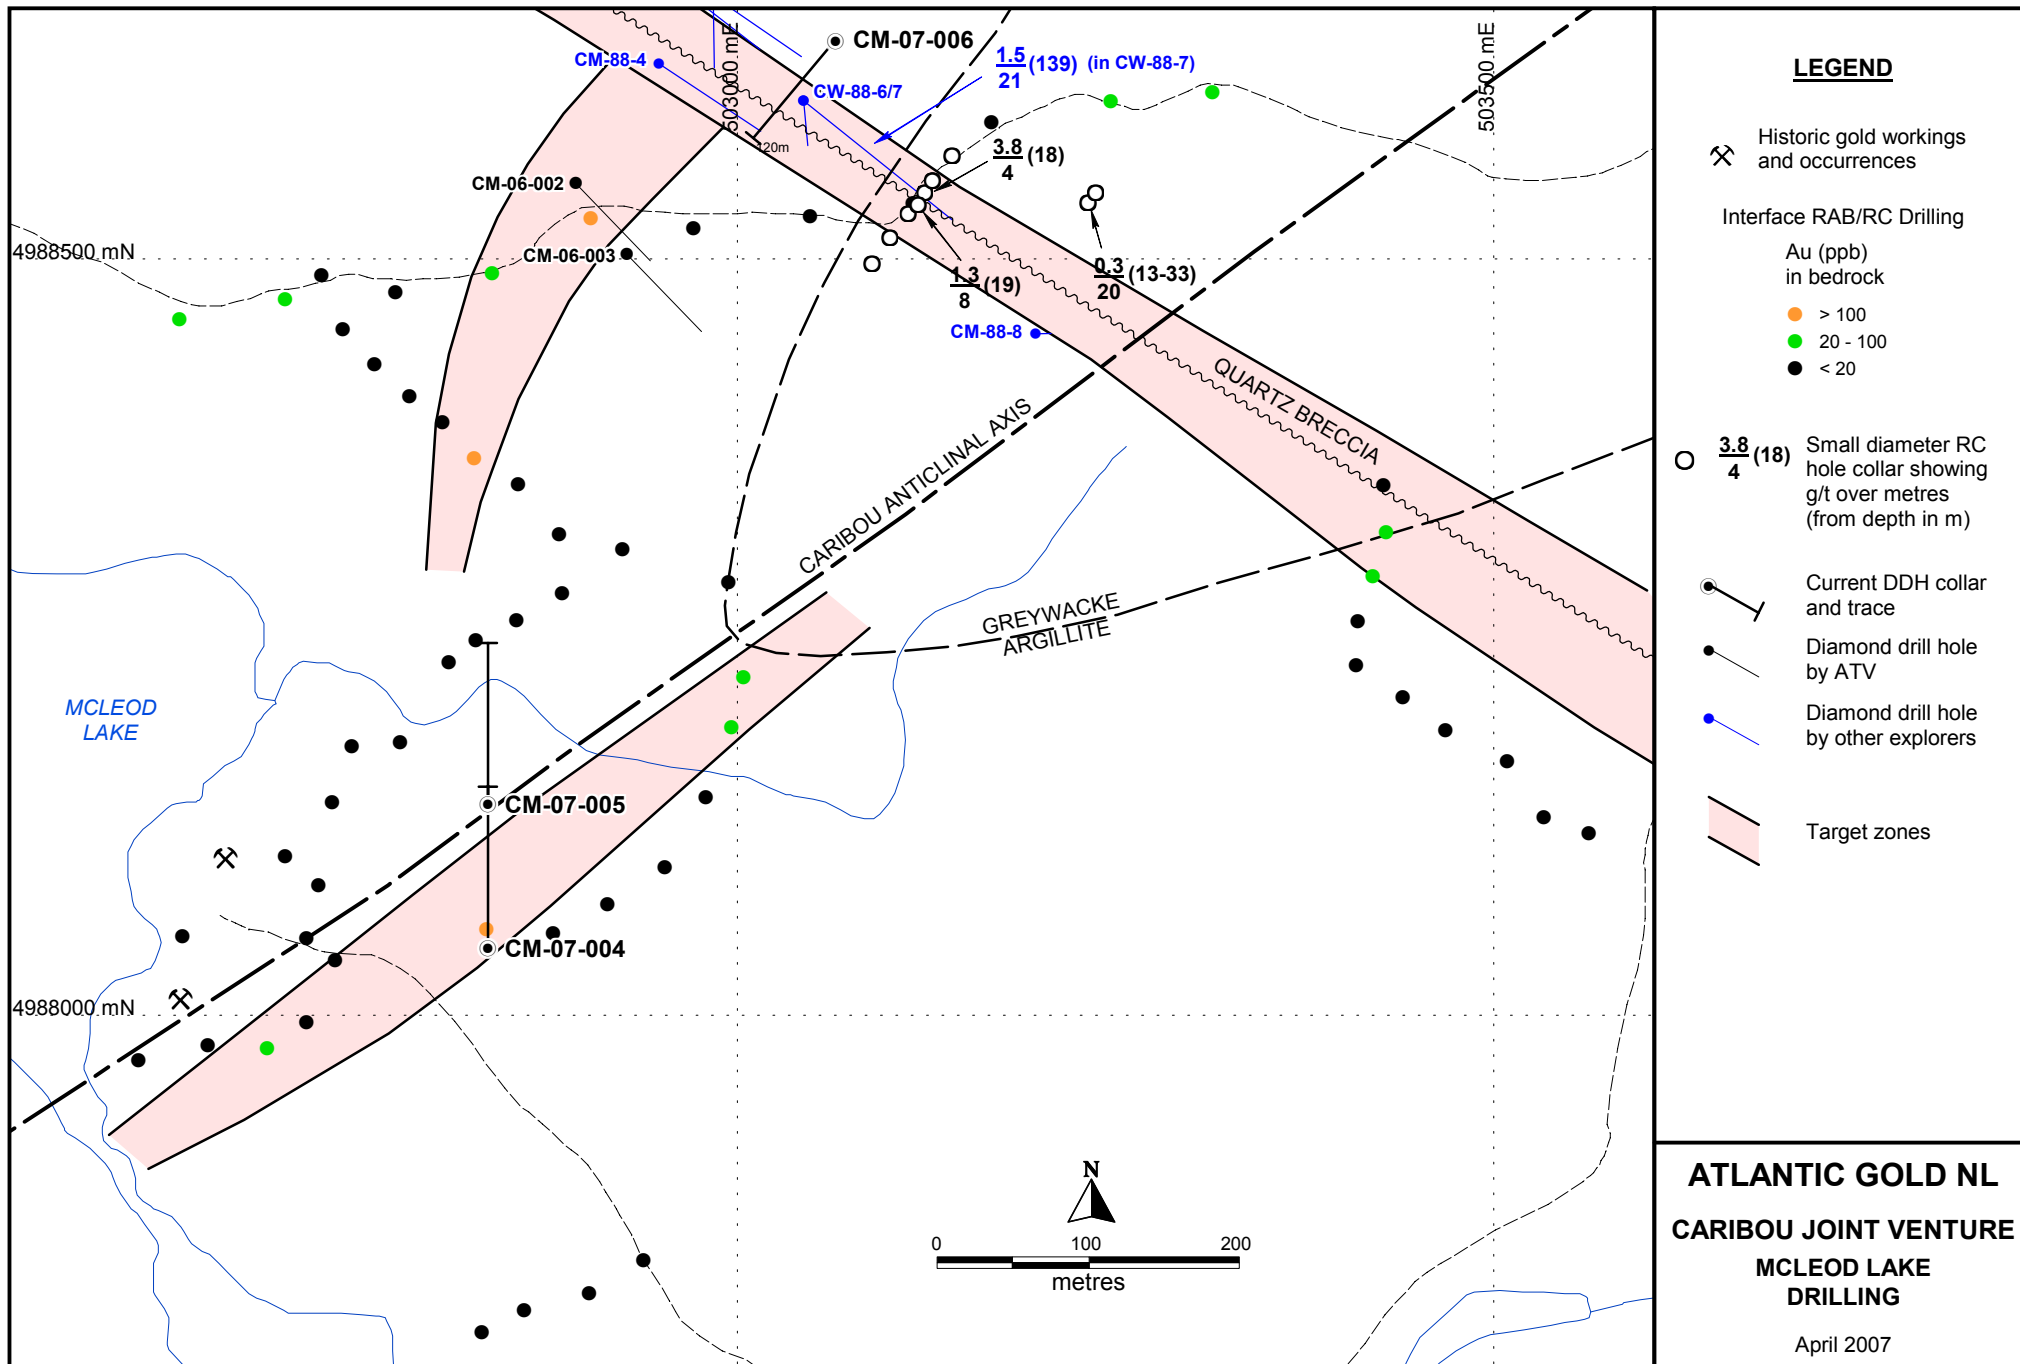 CM-07-006
CM-88-4
503000 mE
1.5
21
(139) (in CW-88-7)
503500 mE
CW-88-6/7
120m
3.8
4
(18)
CM-06-002
CM-06-003
4988500 mN
1.3
8
(19)
0.3
20
(13-33)
CM-88-8
QUARTZ BRECCIA
CARIBOU ANTICLINAL AXIS
GREYWACKE
ARGILLITE
MCLEOD
LAKE
CM-07-005
CM-07-004
4988000 mN
N
0 100 200
metres
LEGEND
Historic gold workings
and occurrences
Interface RAB/RC Drilling
Au (ppb)
in bedrock
> 100
20 - 100
< 20
3.8
4
(18)
Small diameter RC
hole collar showing
g/t over metres
(from depth in m)
Current DDH collar
and trace
Diamond drill hole
by ATV
Diamond drill hole
by other explorers
Target zones
ATLANTIC GOLD NL
CARIBOU JOINT VENTURE
MCLEOD LAKE
DRILLING
April 2007